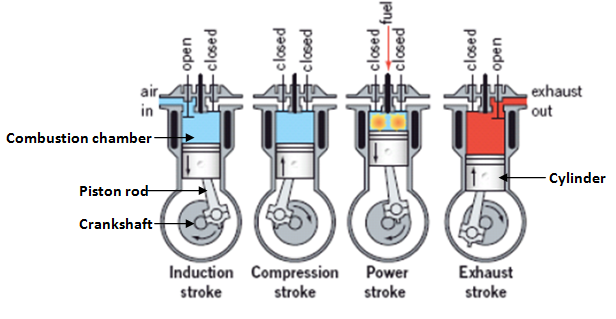 fuel
open
closed
closed
closed
closed
closed
closed
open
air
in
exhaust
out
Combustion chamber
Cylinder
Piston rod
Crankshaft
Induction
stroke
Compression
stroke
Power
stroke
Exhaust
stroke